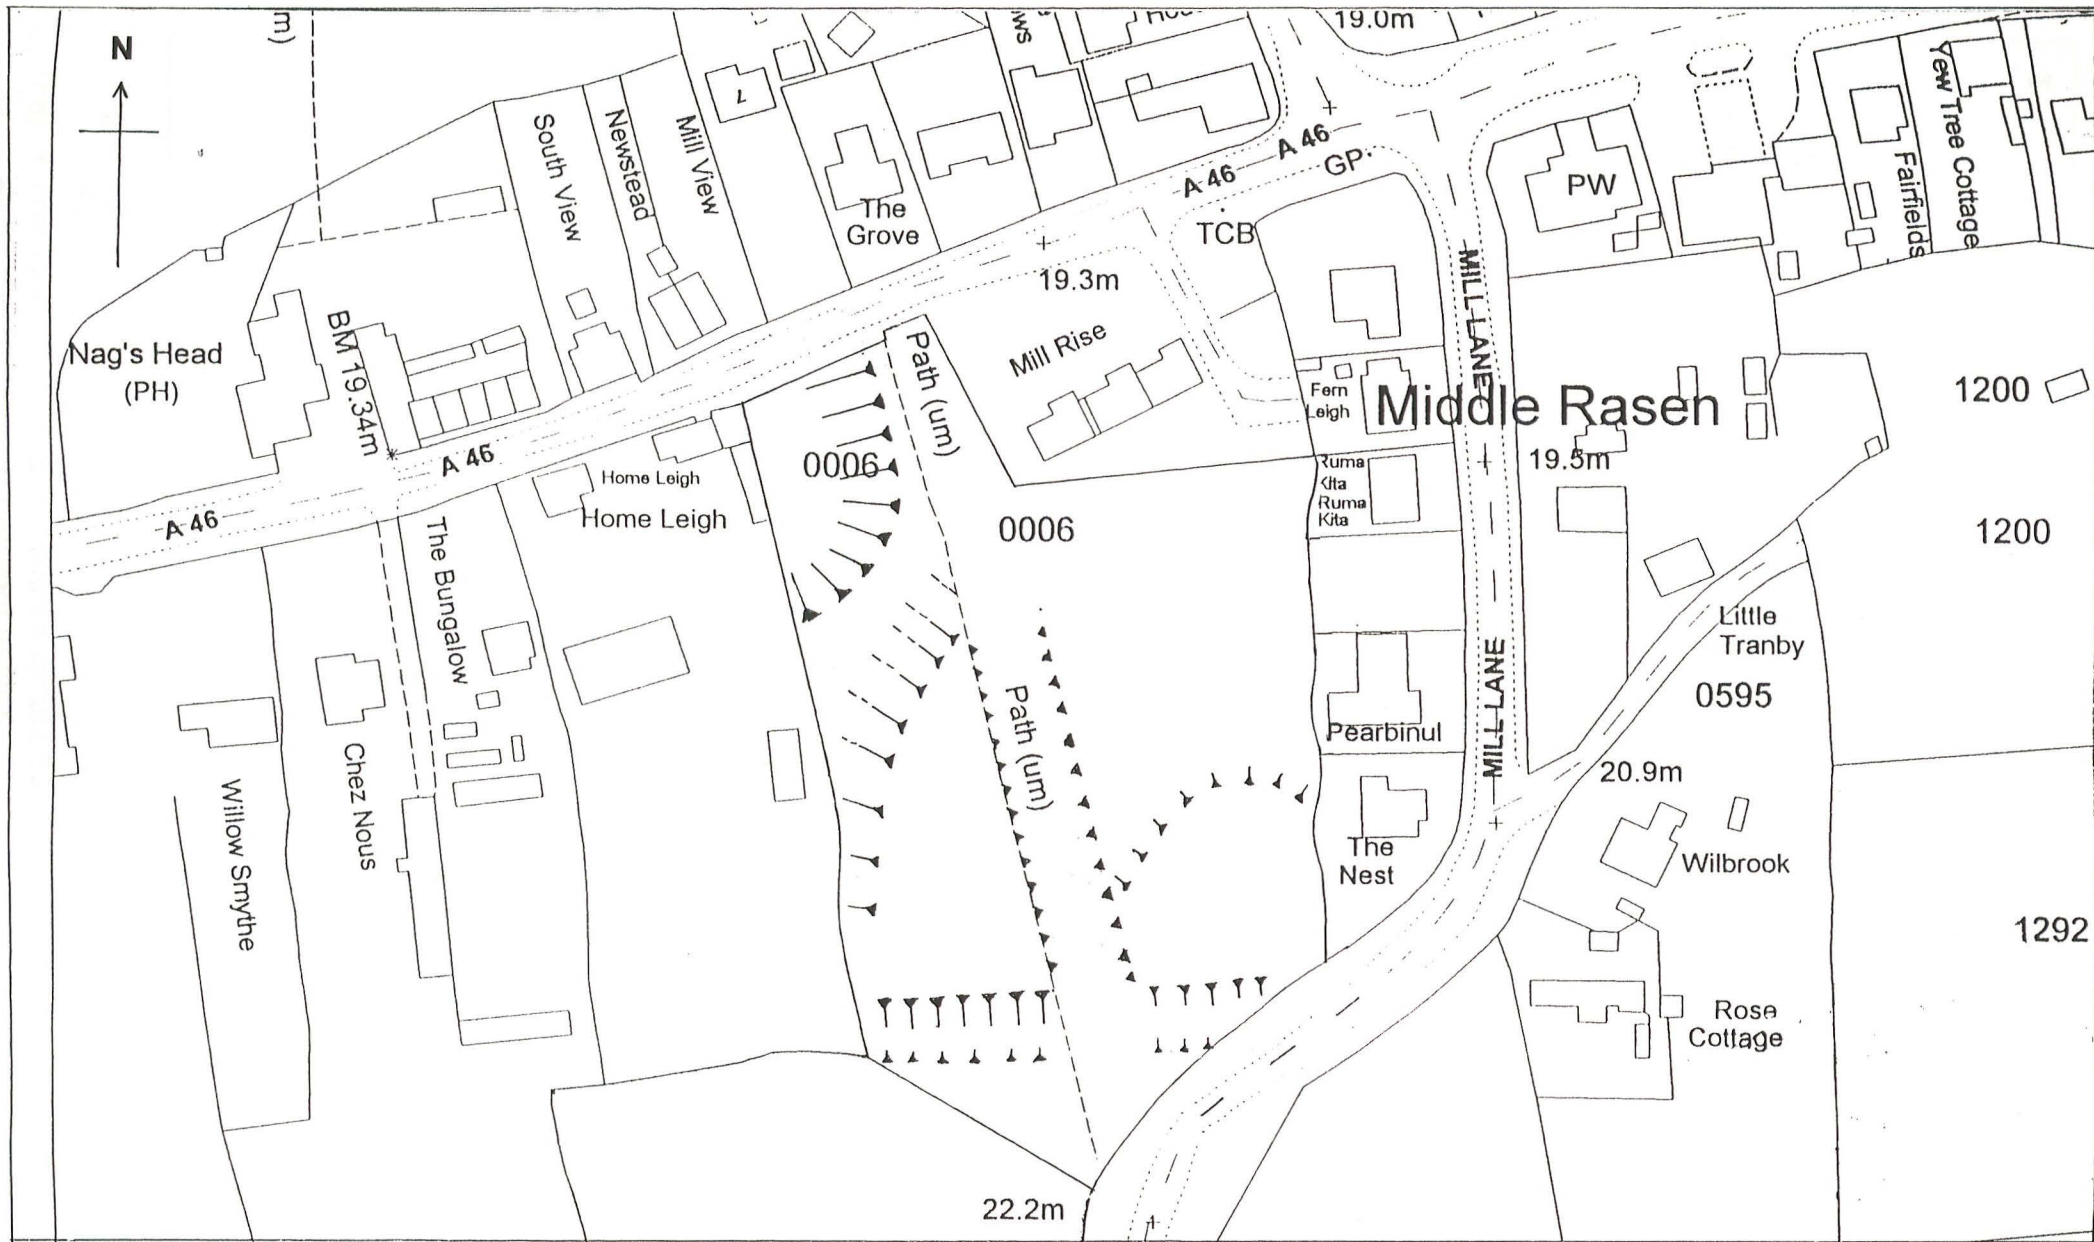 N
m)
19.0m
South View
Newstead
Mill View
7
The
Grove
A 46
A 46
GP
TCB
PW
Fairfields
Yew Tree Cottage
Nag's Head
(PH)
BM 19.34m
19.3m
Mill Rise
Path (um)
MILL LANE
Fern
Leigh
Middle Rasen
1200
A 46
A 46
Home Leigh
Home Leigh
0006
0006
Ruma
Kita
Ruma
Kita
19.5m
1200
The Bungalow
Little
Tranby
0595
MILL LANE
Path (um)
Pearbinul
20.9m
Willow Smythe
Chez Nous
The
Nest
Wilbrook
1292
Rose
Cottage
22.2m